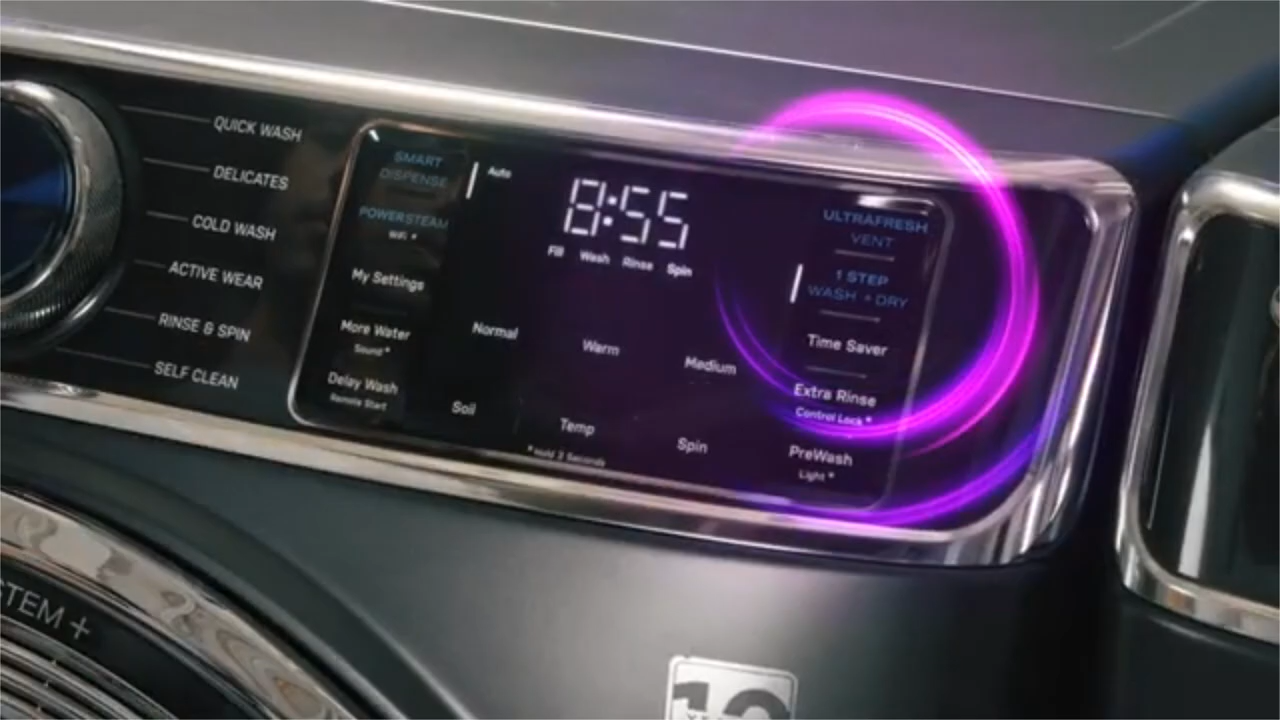 QUICK WASH
DELICATES
COLD WASH
ACTIVE WEAR
RINSE & SPIN
SELF CLEAN
SMART
DISPENSE
POWERSTEAM
WiFi *
My Settings
More Water
Sound *
Delay Wash
Remote Start
Auto
8:55
Fill Wash Rinse Spin
Normal
Warm
Medium
Soil
Temp
Spin
* Hold 3 Seconds
ULTRAFRESH
VENT
1 STEP
WASH + DRY
Time Saver
Extra Rinse
Control Lock *
PreWash
Light *
STEM +
10